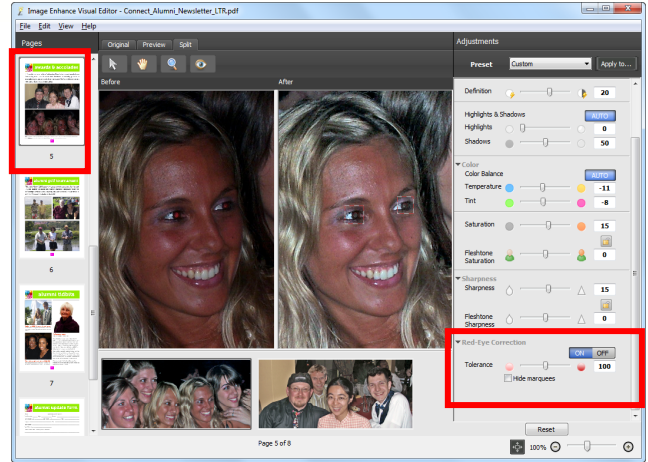 Image Enhance Visual Editor - Connect_Alumni_Newsletter_LTR.pdf
File Edit View Help
Pages
Original Preview Split
Adjustments
Preset Custom Apply to...
Before After
5
6
7
alumni update form
Definition 20
Highlights & Shadows AUTO
Highlights 0
Shadows 50
Color
Color Balance AUTO
Temperature -11
Tint -8
Saturation 15
Fleshtone
Saturation 0
Sharpness
Sharpness 15
Fleshtone
Sharpness 0
Red-Eye Correction
ON OFF
Tolerance 100
Hide marquees
Reset
Page 5 of 8
100%